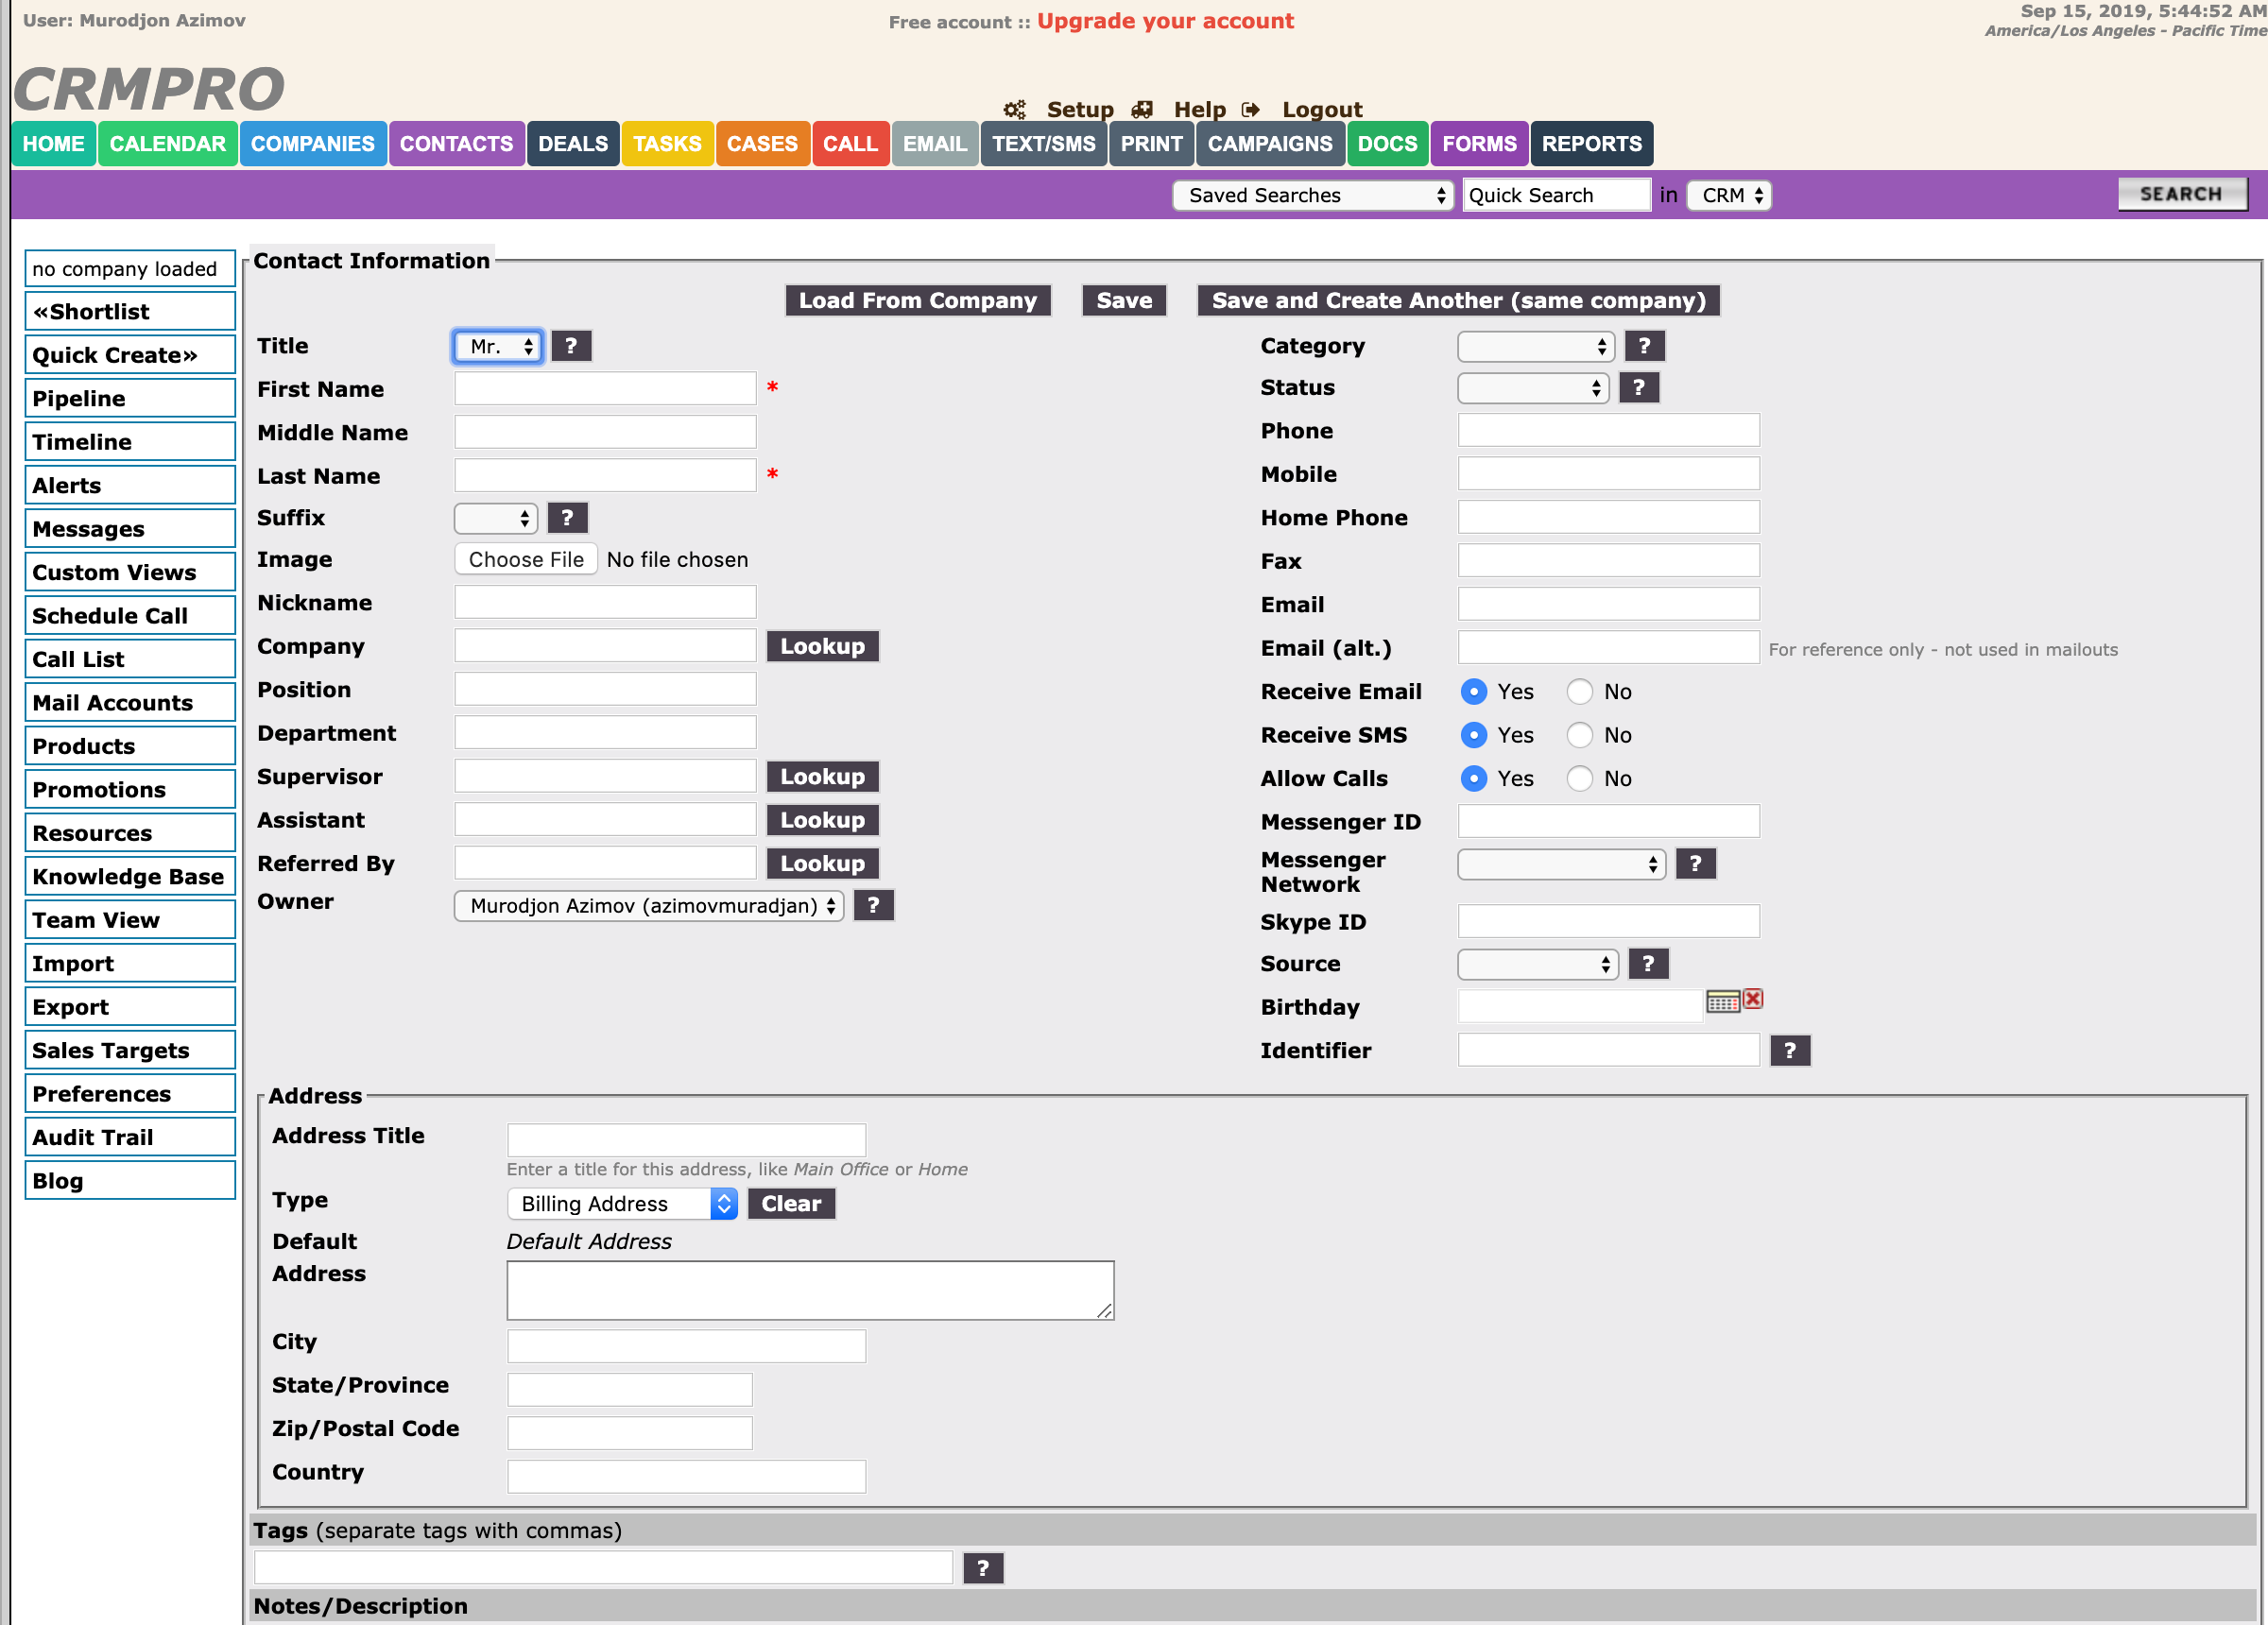 User: Murodjon Azimov
Free account :: Upgrade your account
Sep 15, 2019, 5:44:52 AM
America/Los Angeles - Pacific Time
CRMPRO
Setup Help Logout
HOME CALENDAR COMPANIES CONTACTS DEALS TASKS CASES CALL EMAIL TEXT/SMS PRINT CAMPAIGNS DOCS FORMS REPORTS
Saved Searches Quick Search in CRM SEARCH
no company loaded
«Shortlist
Quick Create»
Pipeline
Timeline
Alerts
Messages
Custom Views
Schedule Call
Call List
Mail Accounts
Products
Promotions
Resources
Knowledge Base
Team View
Import
Export
Sales Targets
Preferences
Audit Trail
Blog
Contact Information
Load From Company Save Save and Create Another (same company)
Title Mr. ?
First Name *
Middle Name
Last Name *
Suffix ?
Image Choose File No file chosen
Nickname
Company Lookup
Position
Department
Supervisor Lookup
Assistant Lookup
Referred By Lookup
Owner Murodjon Azimov (azimovmuradjan) ?
Category ?
Status ?
Phone
Mobile
Home Phone
Fax
Email
Email (alt.) For reference only - not used in mailouts
Receive Email Yes No
Receive SMS Yes No
Allow Calls Yes No
Messenger ID
Messenger
Network ?
Skype ID
Source ?
Birthday
Identifier ?
Address
Address Title
Enter a title for this address, like Main Office or Home
Type Billing Address Clear
Default Default Address
Address
City
State/Province
Zip/Postal Code
Country
Tags (separate tags with commas)
?
Notes/Description